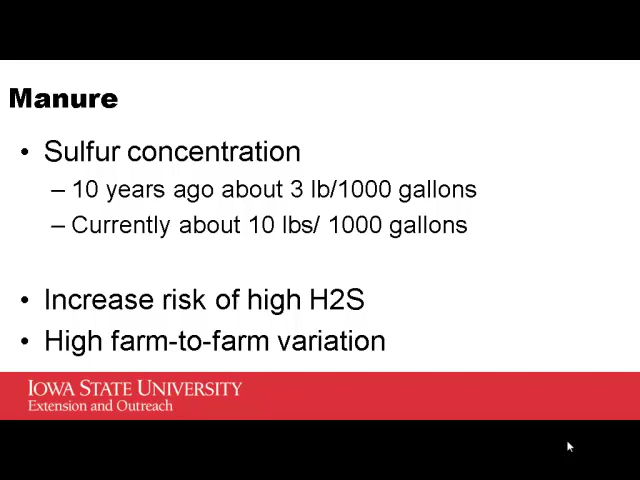 Manure
• Sulfur concentration
– 10 years ago about 3 lb/1000 gallons
– Currently about 10 lbs/ 1000 gallons
• Increase risk of high H2S
• High farm-to-farm variation
IOWA STATE UNIVERSITY
Extension and Outreach